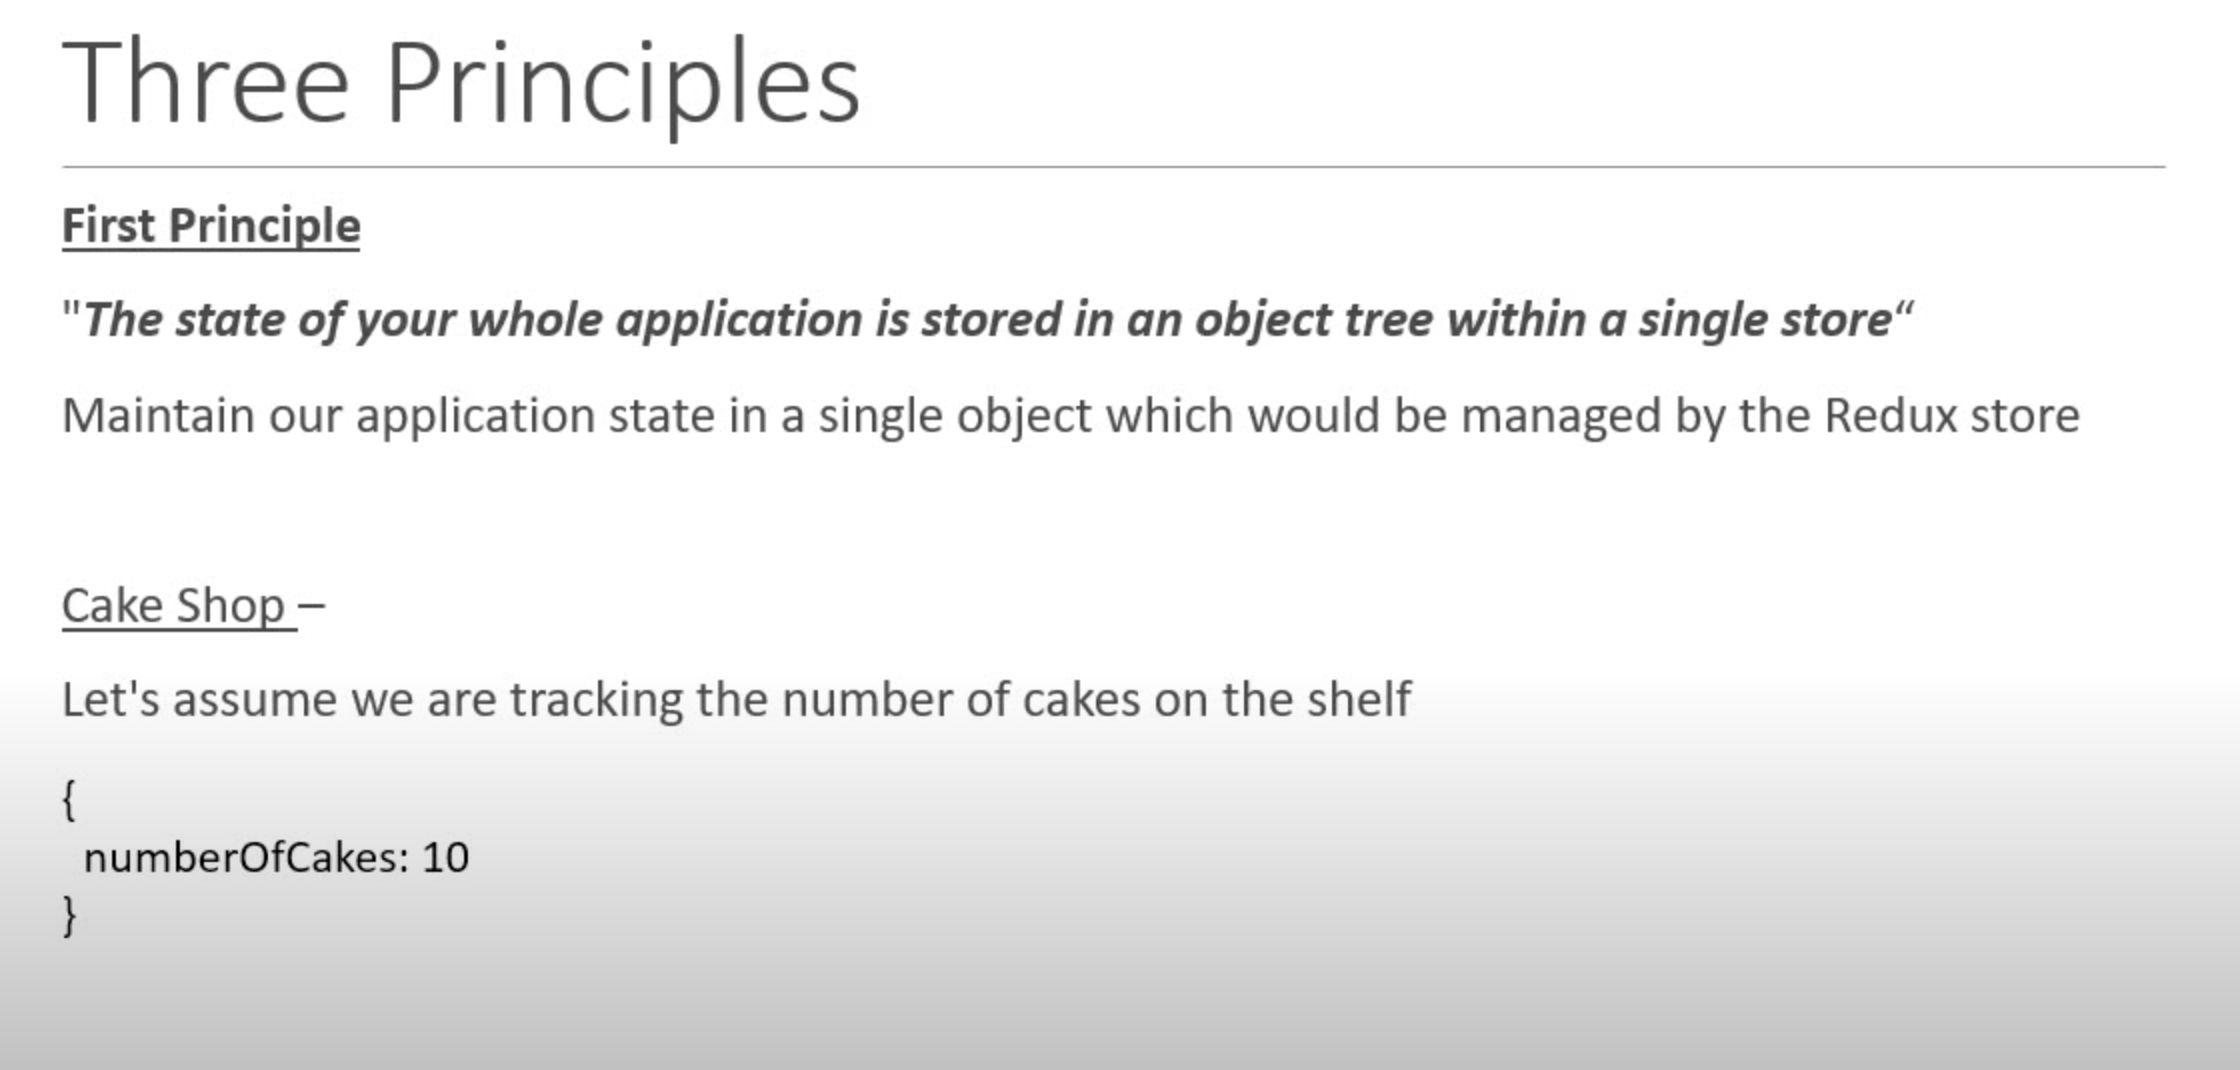 Three Principles
First Principle
"The state of your whole application is stored in an object tree within a single store“
Maintain our application state in a single object which would be managed by the Redux store
Cake Shop –
Let's assume we are tracking the number of cakes on the shelf
{
numberOfCakes: 10
}